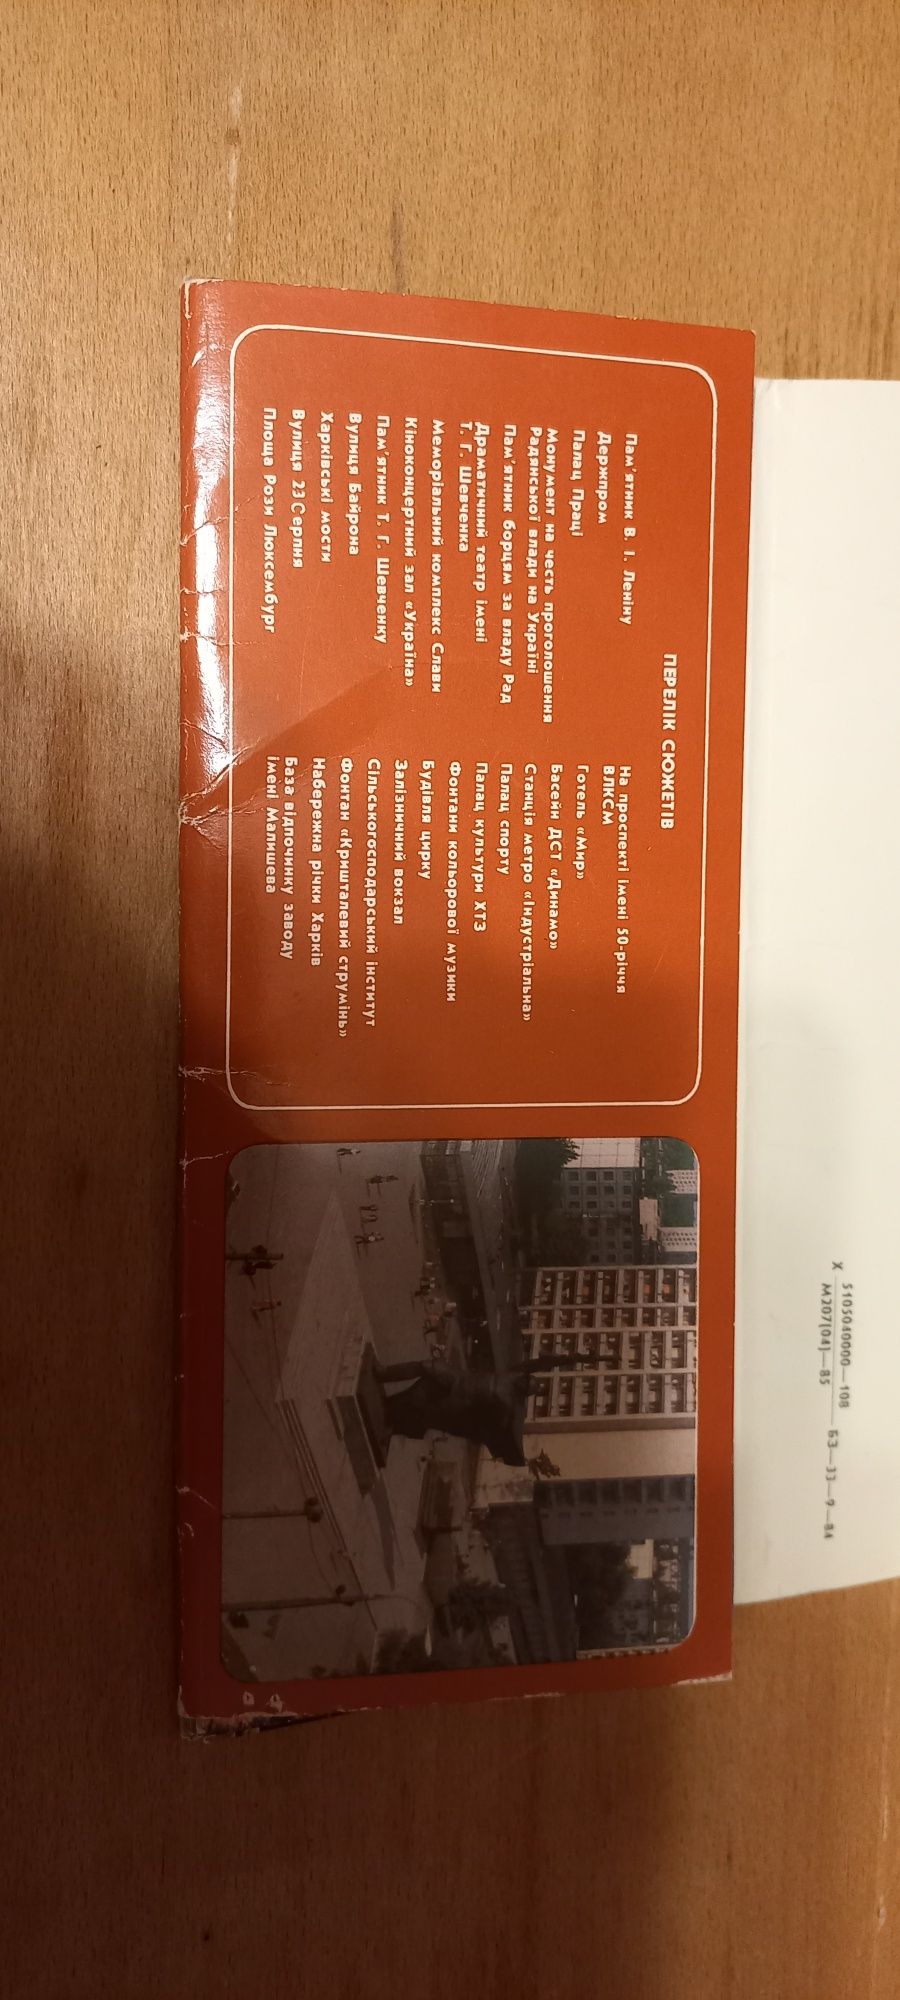 ПЕРЕЛІК СЮЖЕТІВ
Пам'ятник В. І. Леніну
Держпром
Палац Праці
Монумент на честь проголошення
Радянської влади на Україні
Пам'ятник борцям за владу Рад
Драматичний театр імені
Т. Г. Шевченка
Меморіальний комплекс Слави
Кіноконцертний зал «Україна»
Пам'ятник Т. Г. Шевченку
Вулиця Байрона
Харківські мости
Вулиця 23 Серпня
Площа Рози Люксембург
На проспекті імені 50-річчя
ВЛКСМ
Готель «Мир»
Басейн ДСТ «Динамо»
Станція метро «Індустріальна»
Палац спорту
Палац культури ХТЗ
Фонтани кольорової музики
Будівля цирку
Залізничний вокзал
Сільськогосподарський інститут
Фонтан «Кришталевий струмінь»
Набережна річки Харків
База відпочинку заводу
імені Малишева
5105040000—108
Х БЗ—33—9—84
М207(04)—85